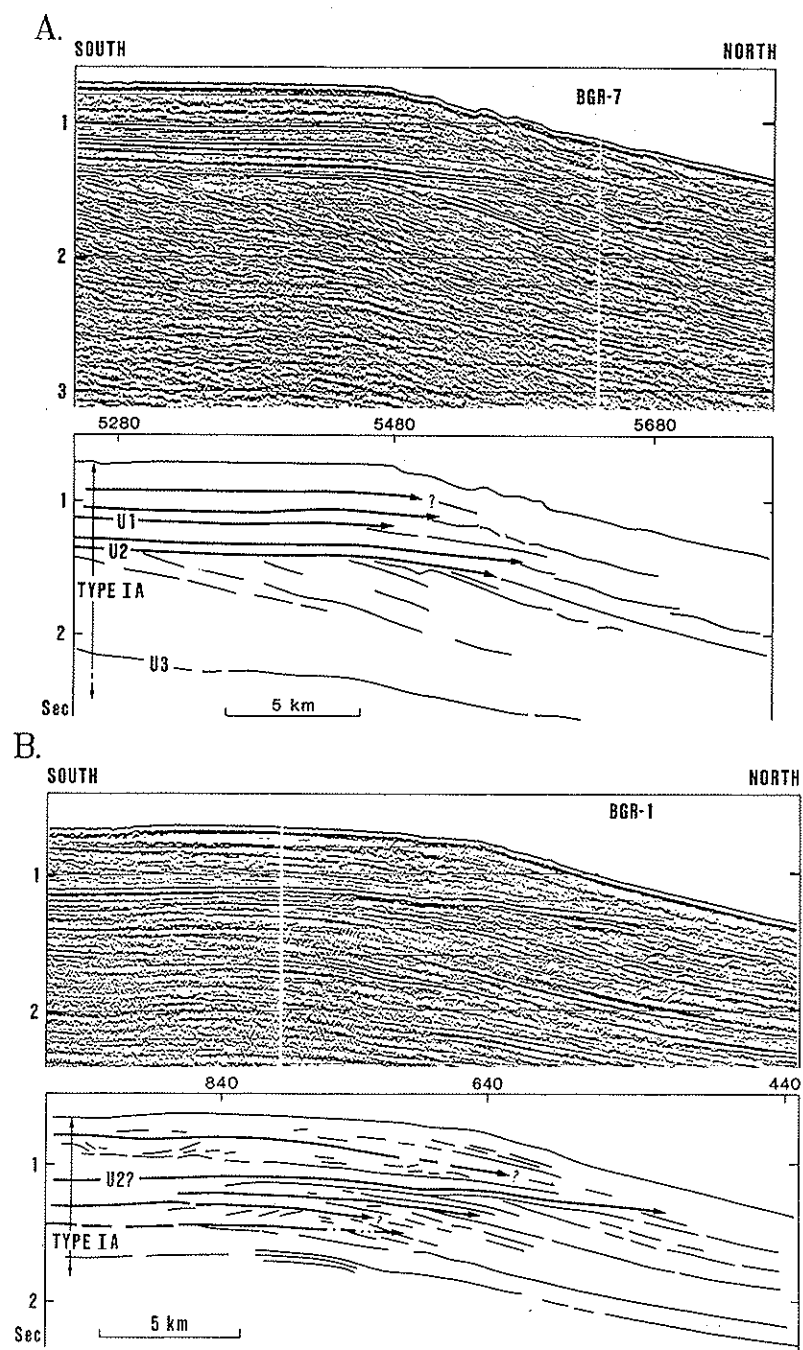 A.
SOUTH NORTH
BGR-7
1
2
3
5280 5480 5680
1
?
U1
U2
TYPE IA
2
U3
Sec
5 km
B.
SOUTH NORTH
BGR-1
1
2
840 640 440
1
?
U2?
?
TYPE IA
2
Sec
5 km